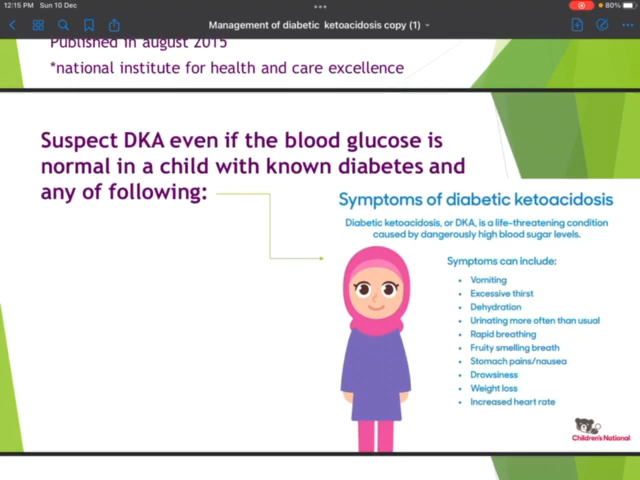 12:15 PM Sun 10 Dec
80%
Management of diabetic ketoacidosis copy (1)
Published in august 2015
*national institute for health and care excellence
Suspect DKA even if the blood glucose is
normal in a child with known diabetes and
any of following:
Symptoms of diabetic ketoacidosis
Diabetic ketoacidosis, or DKA, is a life-threatening condition
caused by dangerously high blood sugar levels.
Symptoms can include:
• Vomiting
• Excessive thirst
• Dehydration
• Urinating more often than usual
• Rapid breathing
• Fruity smelling breath
• Stomach pains/nausea
• Drowsiness
• Weight loss
• Increased heart rate
Children's National